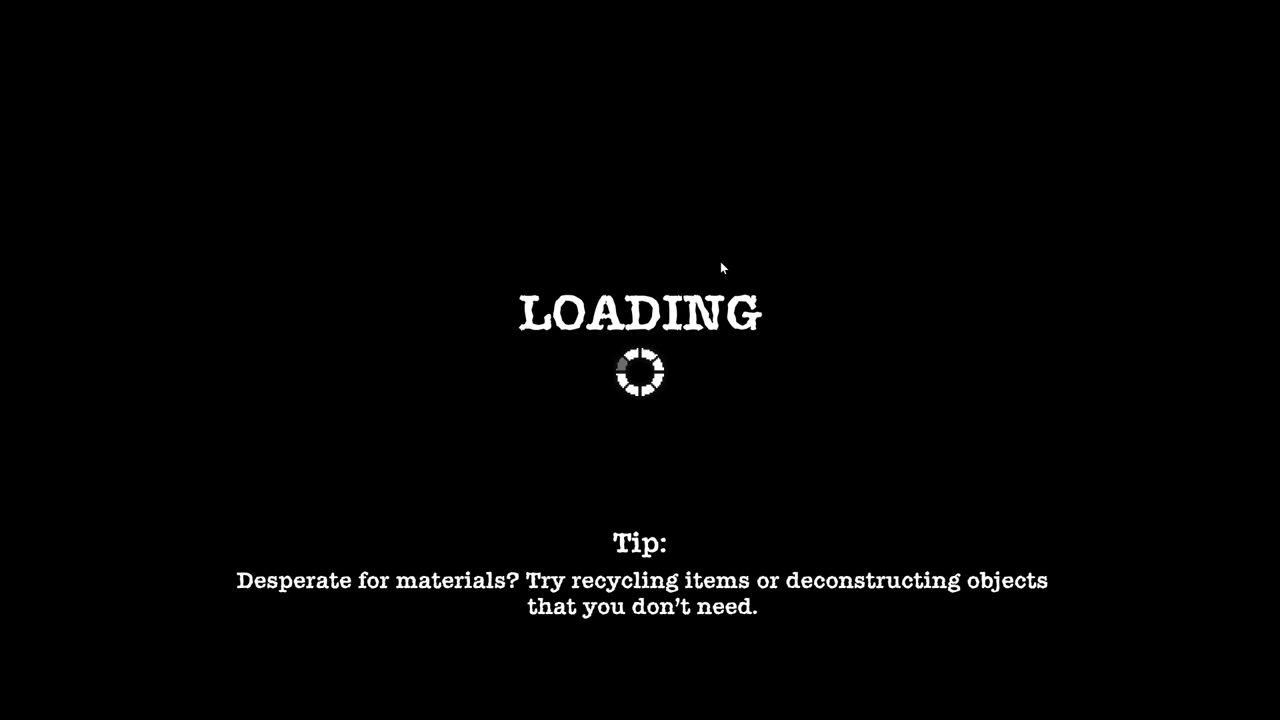 LOADING
Tip:
Desperate for materials? Try recycling items or deconstructing objects
that you don't need.